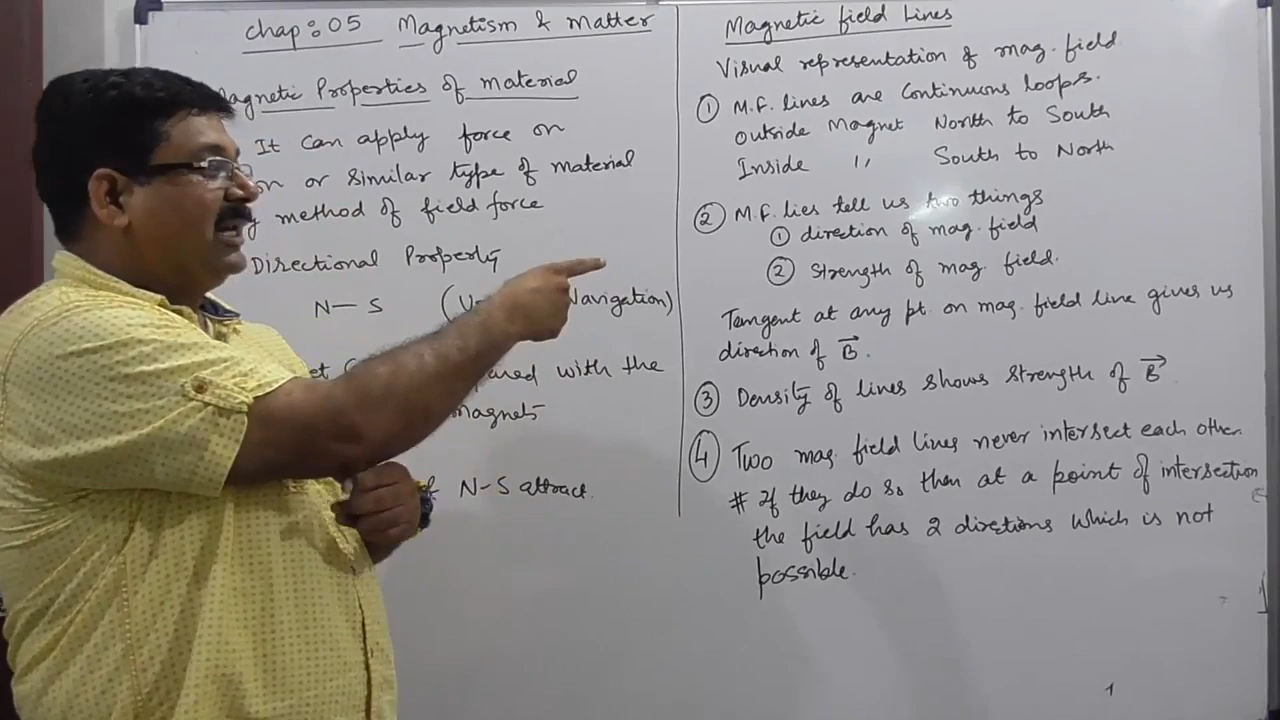 chap: 05 Magnetism & Matter
agnetic Properties of material
It can apply force on
on or similar type of material
y method of field force
Directional Property
N — S (U Navigation)
et pared with the
magnets
of N-S attract.
Magnetic field Lines
Visual representation of mag. field
① M.F. lines are continuous loops.
outside Magnet North to South
Inside ,, South to North
② M.F. lies tell us two things
① direction of mag. field
② Strength of mag. field.
Tangent at any pt. on mag. field line gives us
direction of B⃗.
③ Density of lines shows strength of B⃗
④ Two mag field lines never intersect each other.
# If they do so then at a point of intersection
the field has 2 directions which is not
possible.